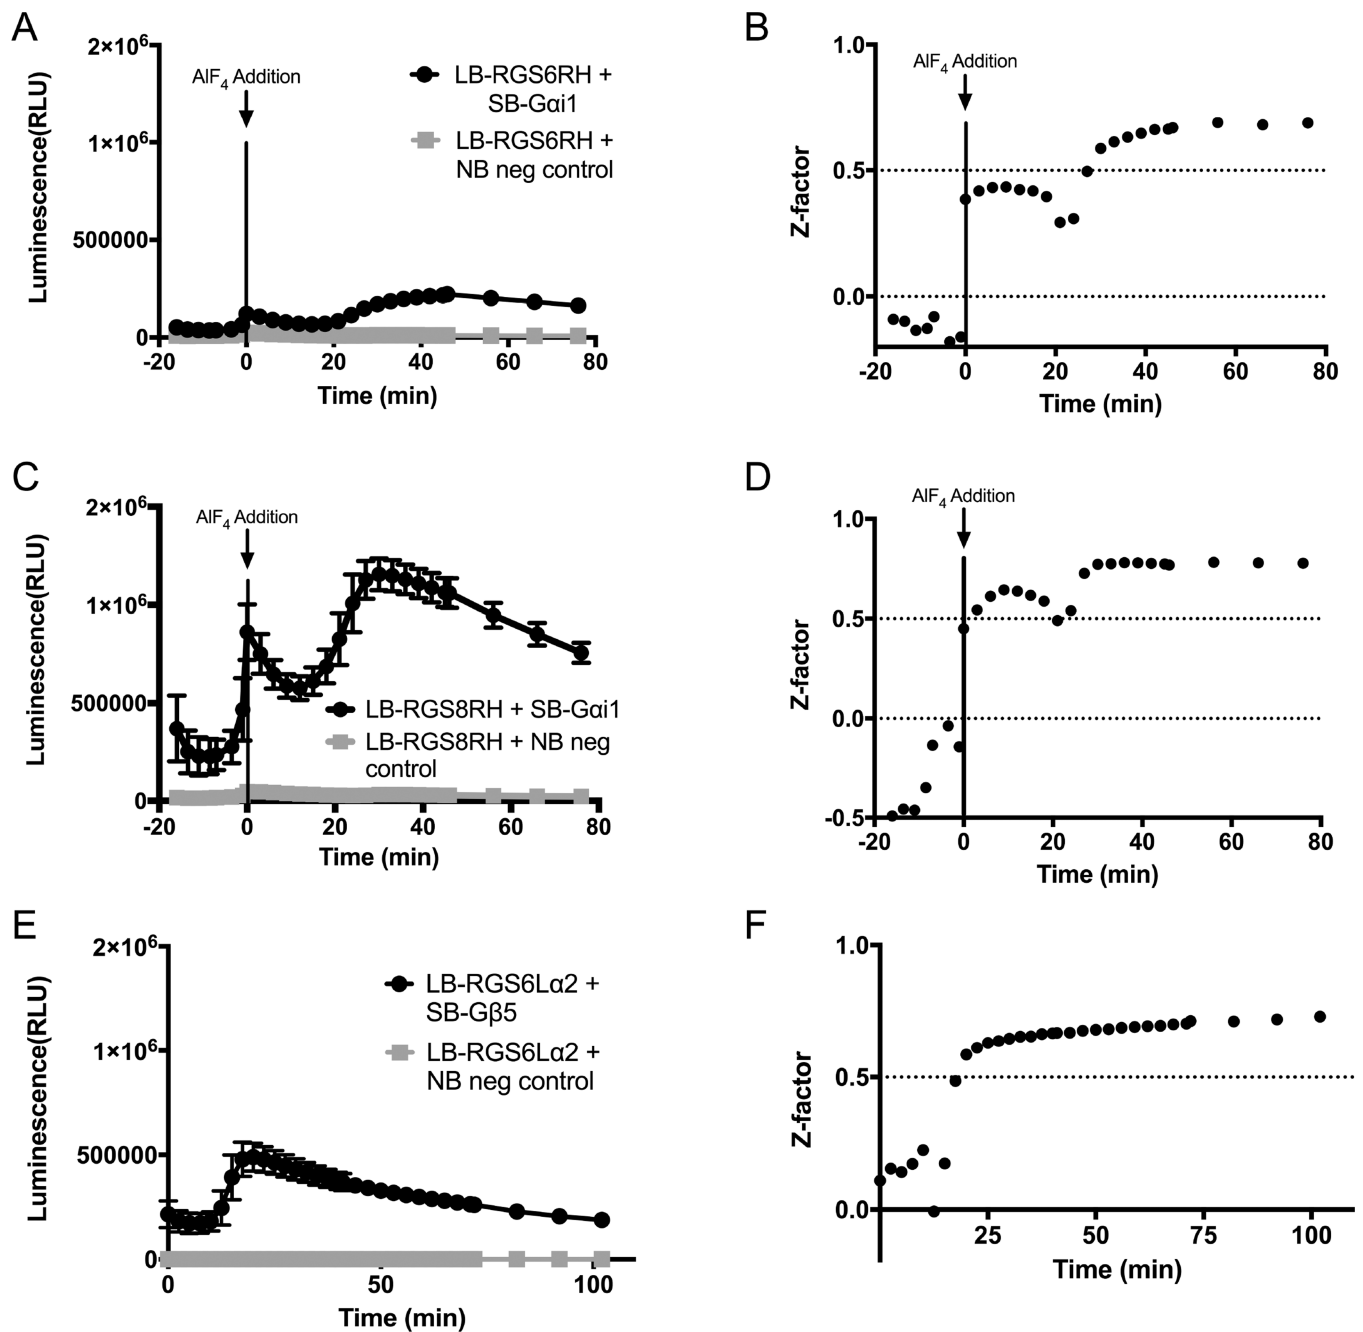 A
Luminescence(RLU)
2×10⁶
1×10⁶
500000
0
AlF₄ Addition
LB-RGS6RH +
SB-Gαi1
LB-RGS6RH +
NB neg control
-20 0 20 40 60 80
Time (min)
B
Z-factor
1.0
0.5
0.0
AlF₄ Addition
-20 0 20 40 60 80
Time (min)
C
Luminescence(RLU)
2×10⁶
1×10⁶
500000
0
AlF₄ Addition
LB-RGS8RH + SB-Gαi1
LB-RGS8RH + NB neg
control
-20 0 20 40 60 80
Time (min)
D
Z-factor
1.0
0.5
0.0
-0.5
AlF₄ Addition
-20 0 20 40 60 80
Time (min)
E
Luminescence(RLU)
2×10⁶
1×10⁶
500000
0
LB-RGS6Lα2 +
SB-Gβ5
LB-RGS6Lα2 +
NB neg control
0 50 100
Time (min)
F
Z-factor
1.0
0.5
0.0
25 50 75 100
Time (min)